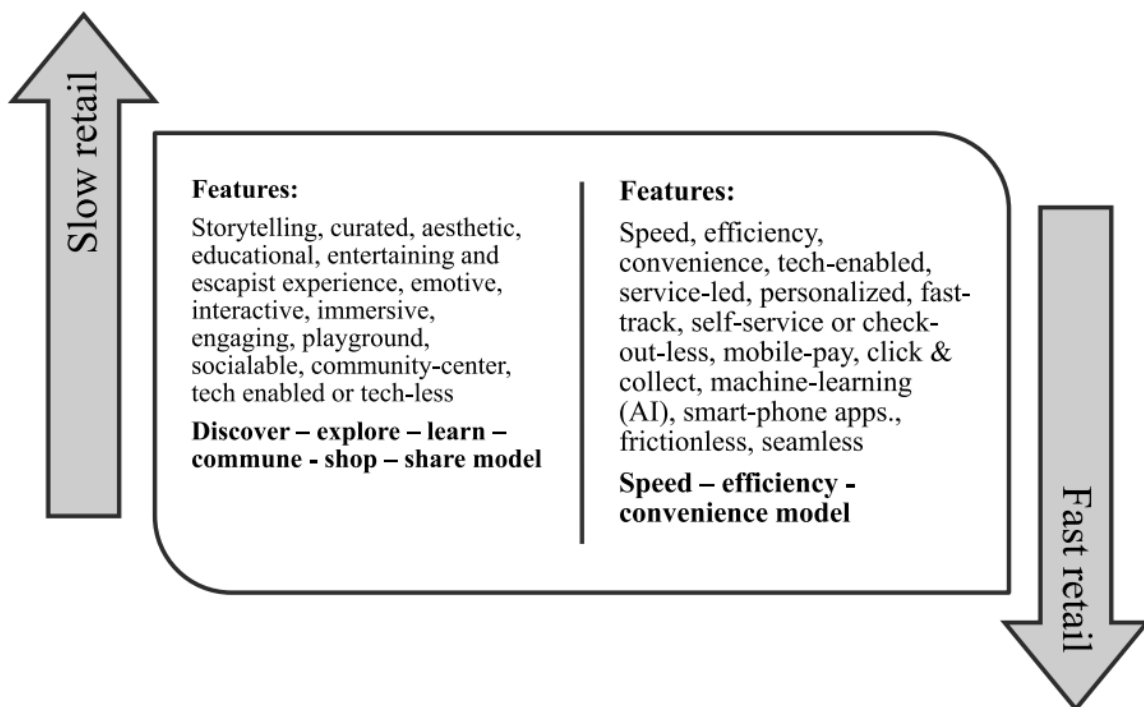 Slow retail
Features:
Storytelling, curated, aesthetic,
educational, entertaining and
escapist experience, emotive,
interactive, immersive,
engaging, playground,
socialable, community-center,
tech enabled or tech-less
Discover – explore – learn –
commune - shop – share model
Features:
Speed, efficiency,
convenience, tech-enabled,
service-led, personalized, fast-
track, self-service or check-
out-less, mobile-pay, click &
collect, machine-learning
(AI), smart-phone apps.,
frictionless, seamless
Speed – efficiency -
convenience model
Fast retail